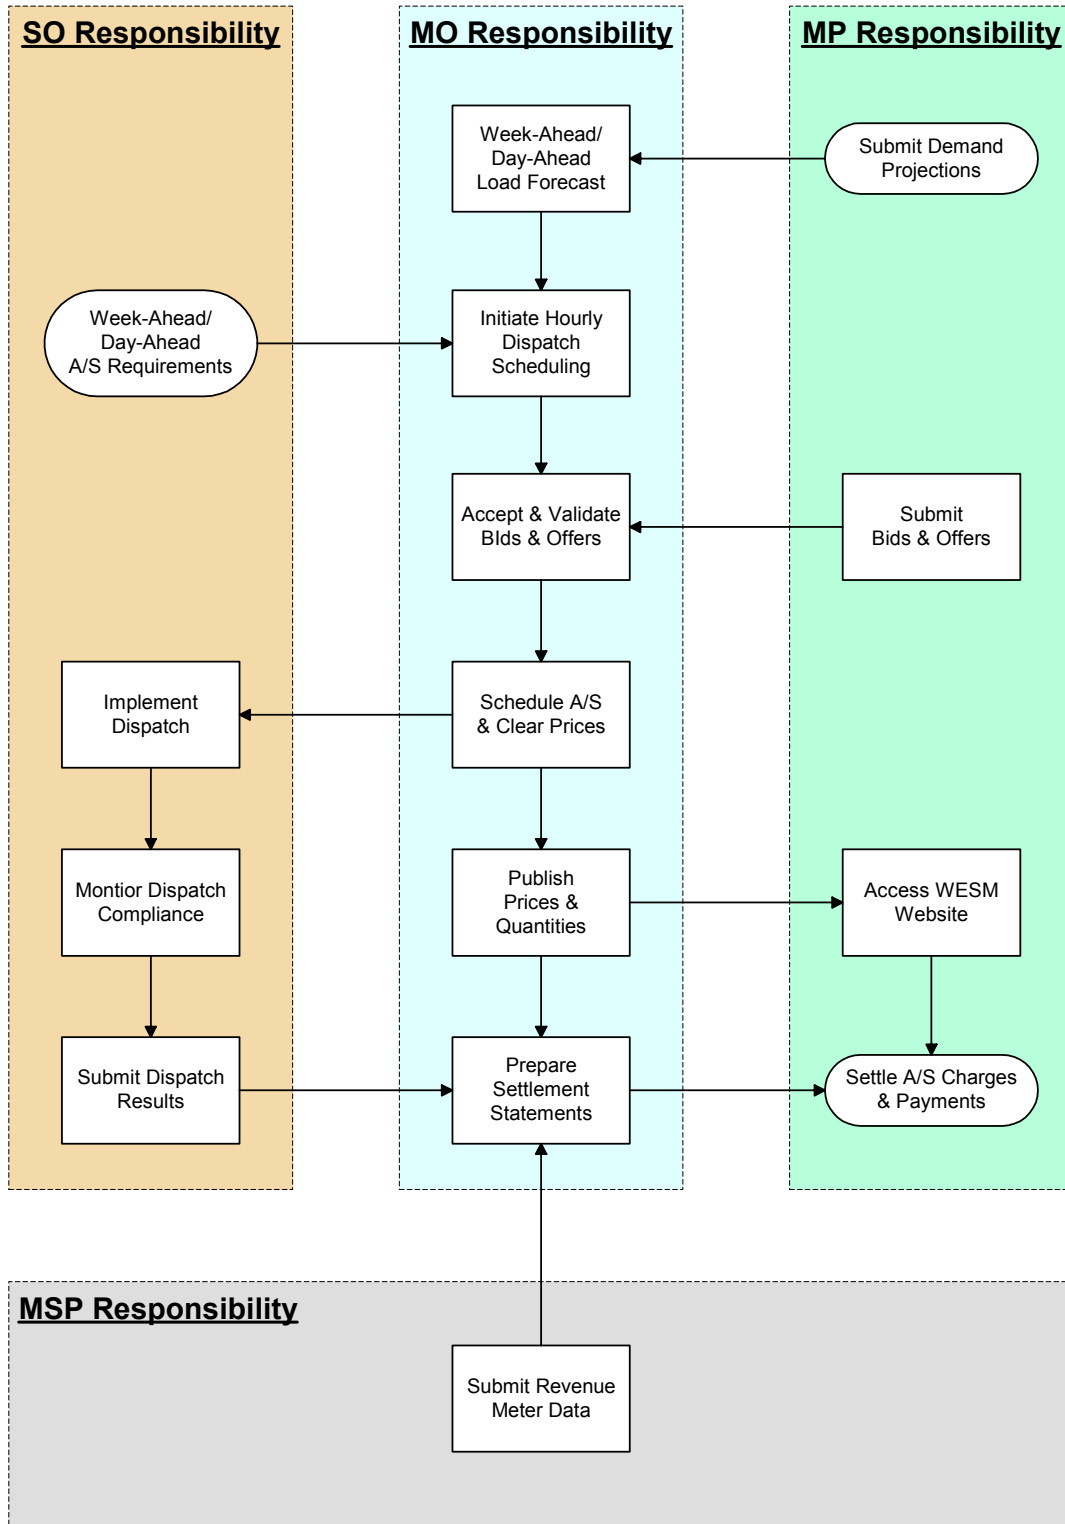 SO Responsibility
MO Responsibility
MP Responsibility
Week-Ahead/
Day-Ahead
Load Forecast
Submit Demand
Projections
Week-Ahead/
Day-Ahead
A/S Requirements
Initiate Hourly
Dispatch
Scheduling
Accept & Validate
BIds & Offers
Submit
Bids & Offers
Implement
Dispatch
Schedule A/S
& Clear Prices
Montior Dispatch
Compliance
Publish
Prices &
Quantities
Access WESM
Website
Submit Dispatch
Results
Prepare
Settlement
Statements
Settle A/S Charges
& Payments
MSP Responsibility
Submit Revenue
Meter Data